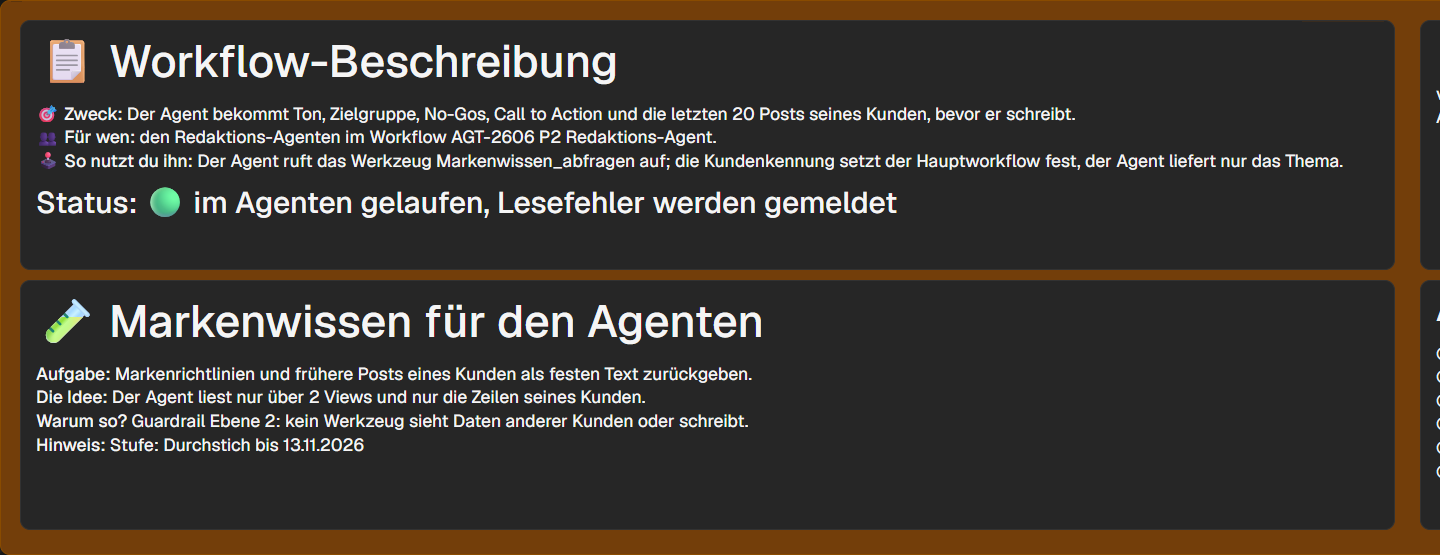 Workflow-Beschreibung
Zweck: Der Agent bekommt Ton, Zielgruppe, No-Gos, Call to Action und die letzten 20 Posts seines Kunden, bevor er schreibt.
Für wen: den Redaktions-Agenten im Workflow AGT-2606 P2 Redaktions-Agent.
So nutzt du ihn: Der Agent ruft das Werkzeug Markenwissen_abfragen auf; die Kundenkennung setzt der Hauptworkflow fest, der Agent liefert nur das Thema.
Status: im Agenten gelaufen, Lesefehler werden gemeldet
Markenwissen für den Agenten
Aufgabe: Markenrichtlinien und frühere Posts eines Kunden als festen Text zurückgeben.
Die Idee: Der Agent liest nur über 2 Views und nur die Zeilen seines Kunden.
Warum so? Guardrail Ebene 2: kein Werkzeug sieht Daten anderer Kunden oder schreibt.
Hinweis: Stufe: Durchstich bis 13.11.2026